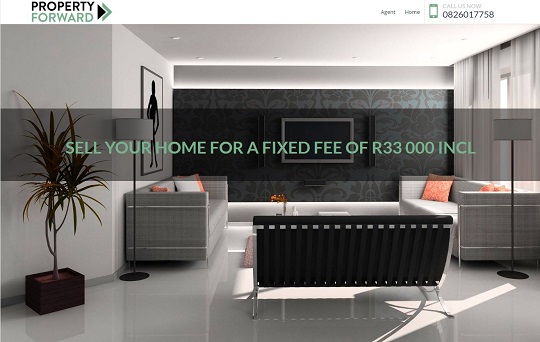 PROPERTY
FORWARD
Agent Home
CALL US NOW
0826017758
SELL YOUR HOME FOR A FIXED FEE OF R33 000 INCL